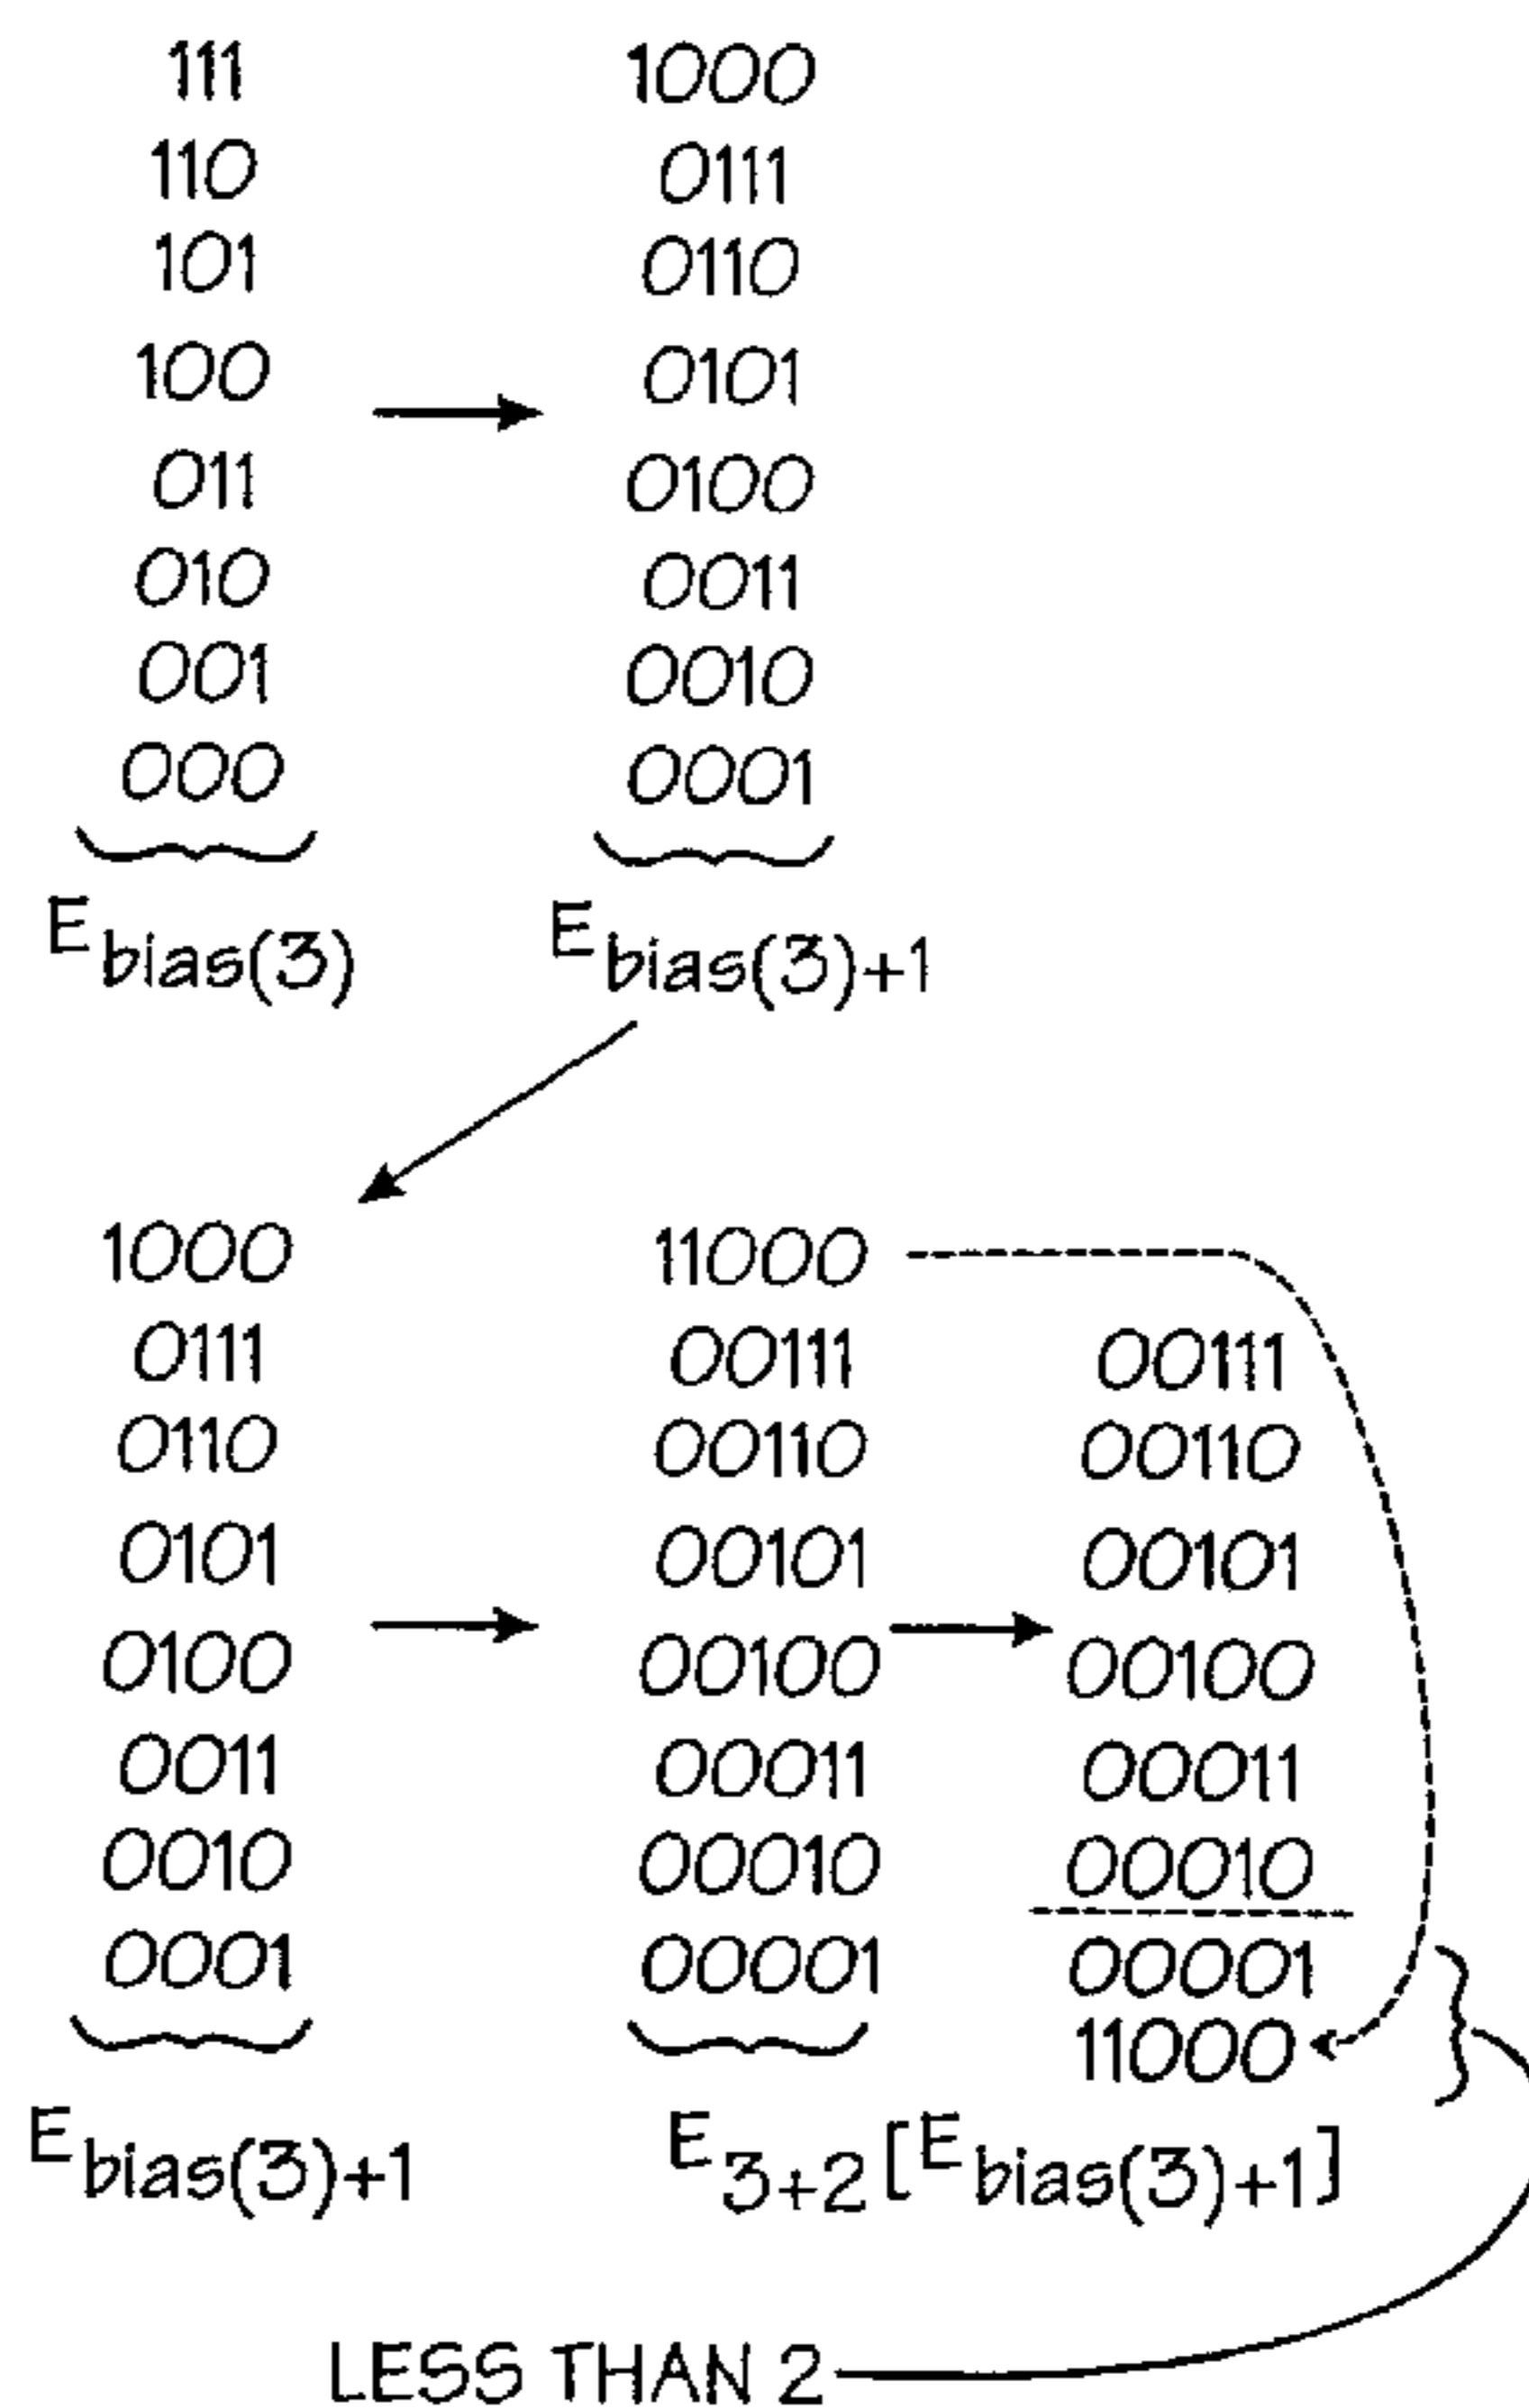 111 1000
110 0111
101 0110
100 0101
011 0100
010 0011
001 0010
000 0001
E bias(3) E bias(3)+1
1000 11000
0111 00111 00111
0110 00110 00110
0101 00101 00101
0100 00100 00100
0011 00011 00011
0010 00010 00010
0001 00001 00001
11000
E bias(3)+1 E 3+2 [E bias(3)+1]
LESS THAN 2